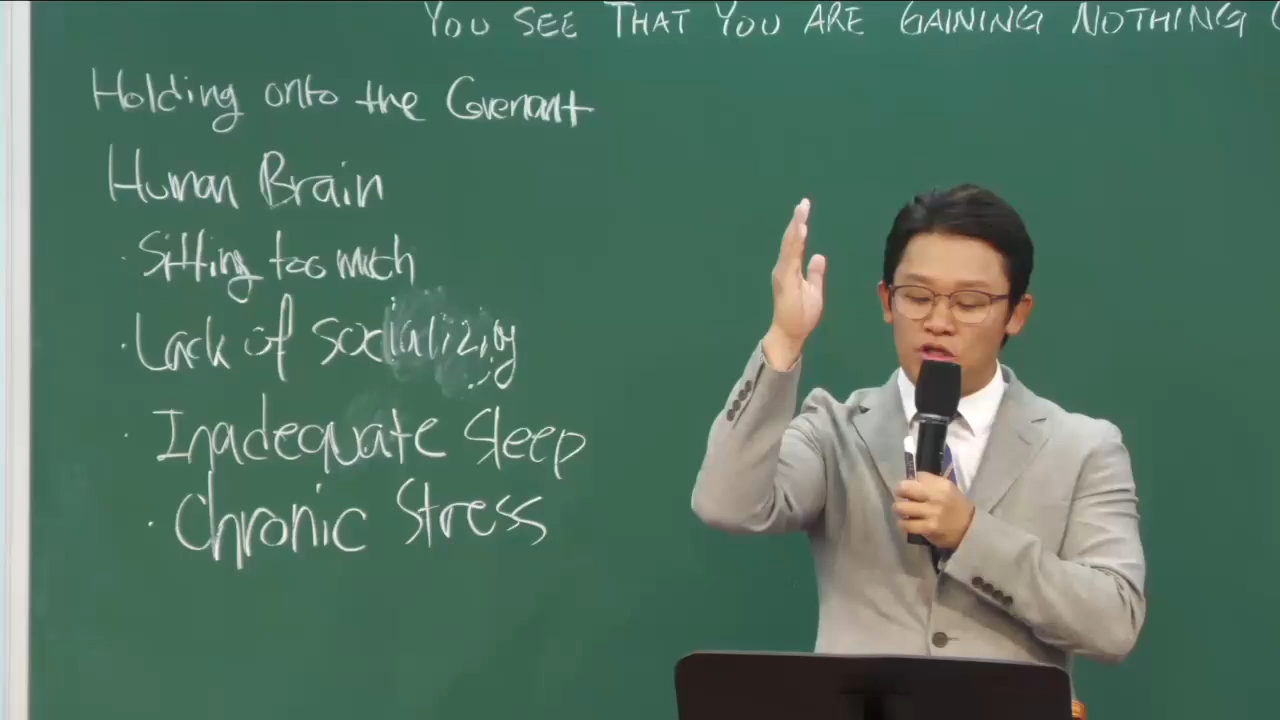 YOU SEE THAT YOU ARE GAINING NOTHING
Holding onto the Covenant
Human Brain
· Sitting too much
· Lack of socializing
· Inadequate Sleep
· Chronic Stress